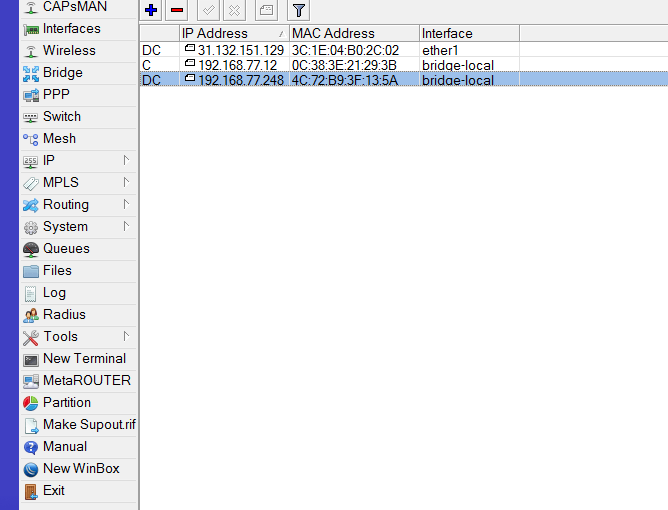 CAPsMAN
Interfaces
Wireless
Bridge
PPP
Switch
Mesh
255 IP
MPLS
Routing
System
Queues
Files
Log
Radius
Tools
New Terminal
MetaROUTER
Partition
Make Supout.rif
Manual
New WinBox
Exit
IP Address MAC Address Interface
DC 31.132.151.129 3C:1E:04:B0:2C:02 ether1
C 192.168.77.12 0C:38:3E:21:29:3B bridge-local
DC 192.168.77.248 4C:72:B9:3F:13:5A bridge-local